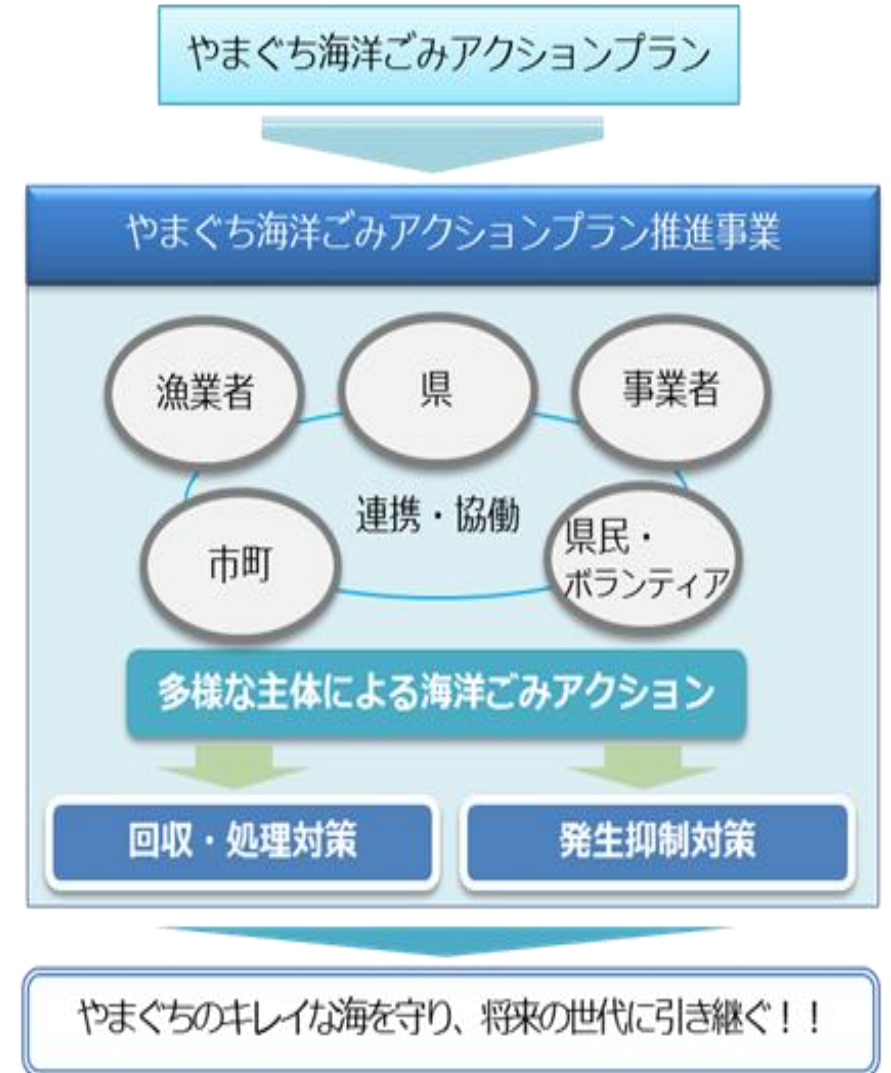 やまぐち海洋ごみアクションプラン
やまぐち海洋ごみアクションプラン推進事業
漁業者
県
事業者
連携・協働
市町
県民・
ボランティア
多様な主体による海洋ごみアクション
回収・処理対策
発生抑制対策
やまぐちのキレイな海を守り、将来の世代に引き継ぐ！！